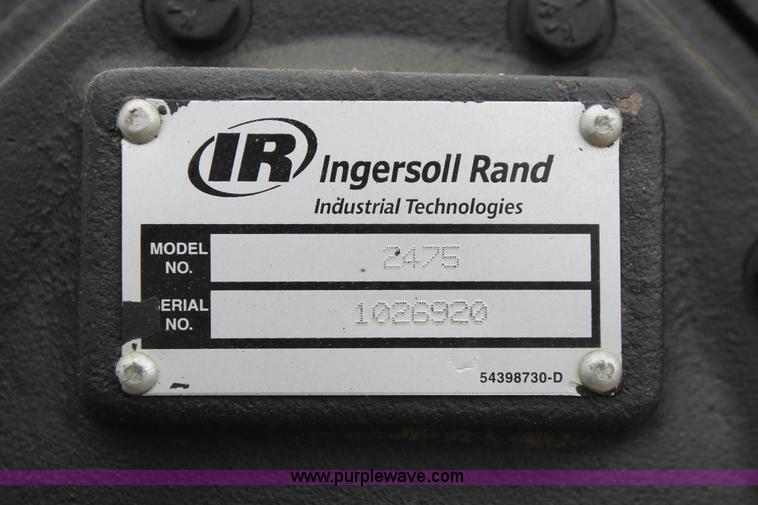 IR Ingersoll Rand
Industrial Technologies
MODEL NO. 2475
ERIAL NO. 1026920
54398730-D
www.purplewave.com